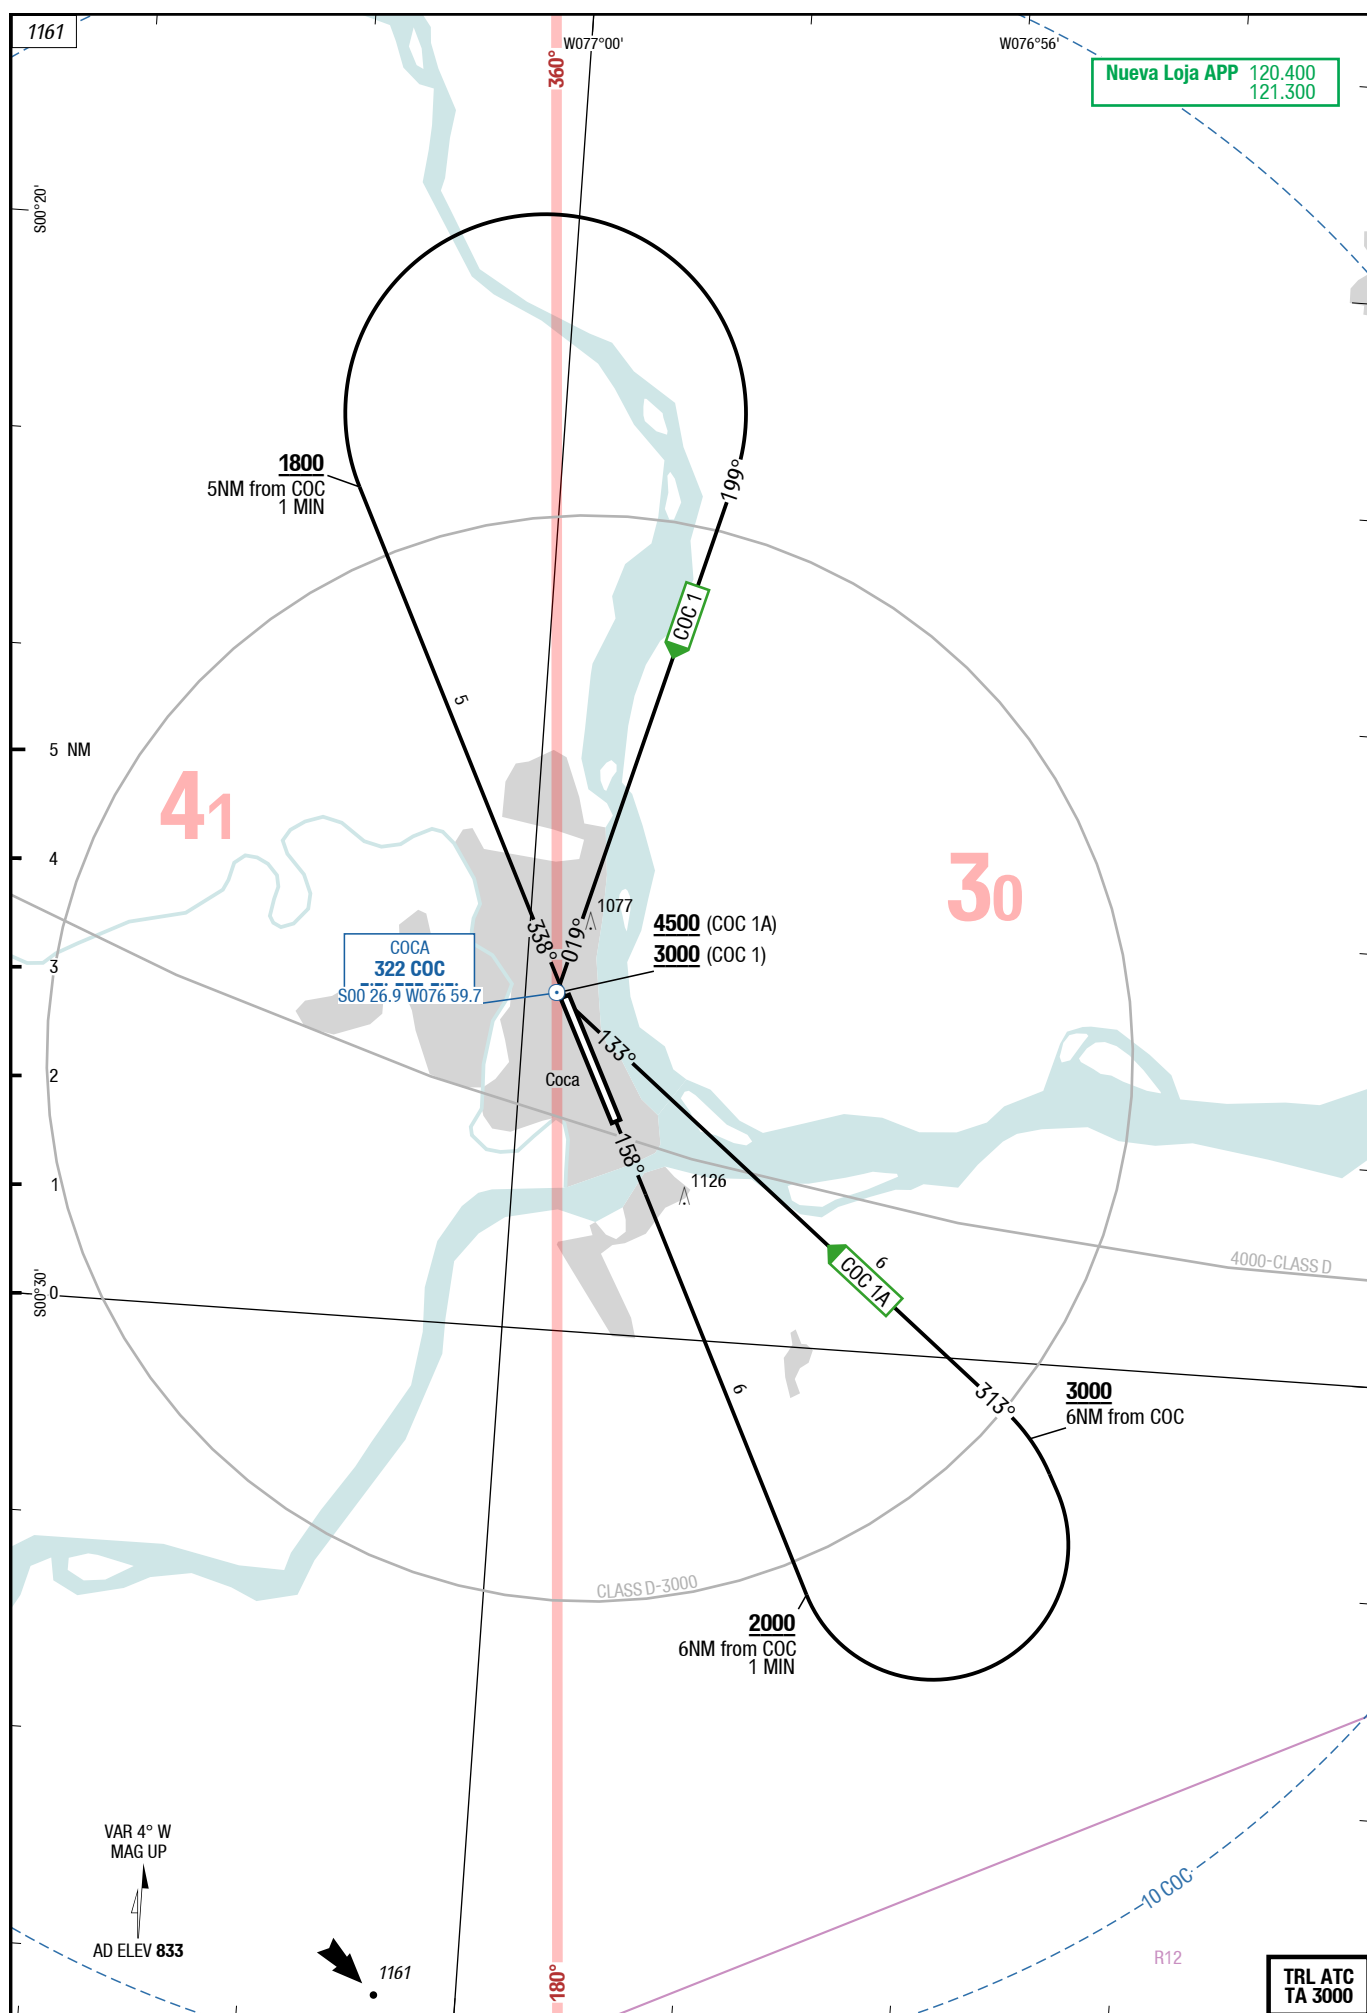 1161
W077°00'
W076°56'
360°
Nueva Loja APP 120.400
121.300
S00°20'
199°
1800
5NM from COC
1 MIN
COC 1
5
5 NM
41
4
30
1077
4500 (COC 1A)
3000 (COC 1)
338°
019°
COCA
322 COC
S00 26.9 W076 59.7
3
133°
Coca
2
158°
1126
1
4000-CLASS D
6
COC 1A
S00°30'
0
313°
3000
6NM from COC
6
CLASS D-3000
2000
6NM from COC
1 MIN
VAR 4° W
MAG UP
AD ELEV 833
1161
180°
10 COC
R12
TRL ATC
TA 3000